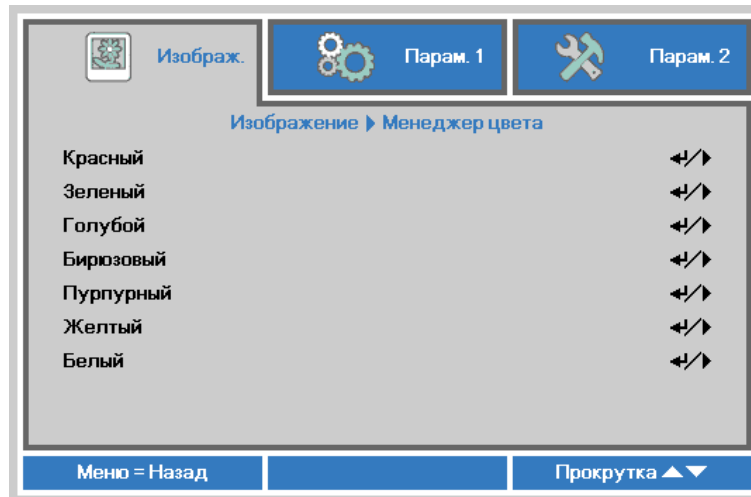 Изображ. Парам. 1 Парам. 2
Изображение ▶ Менеджер цвета
Красный ↵/▶
Зеленый ↵/▶
Голубой ↵/▶
Бирюзовый ↵/▶
Пурпурный ↵/▶
Желтый ↵/▶
Белый ↵/▶
Меню = Назад Прокрутка ▲▼